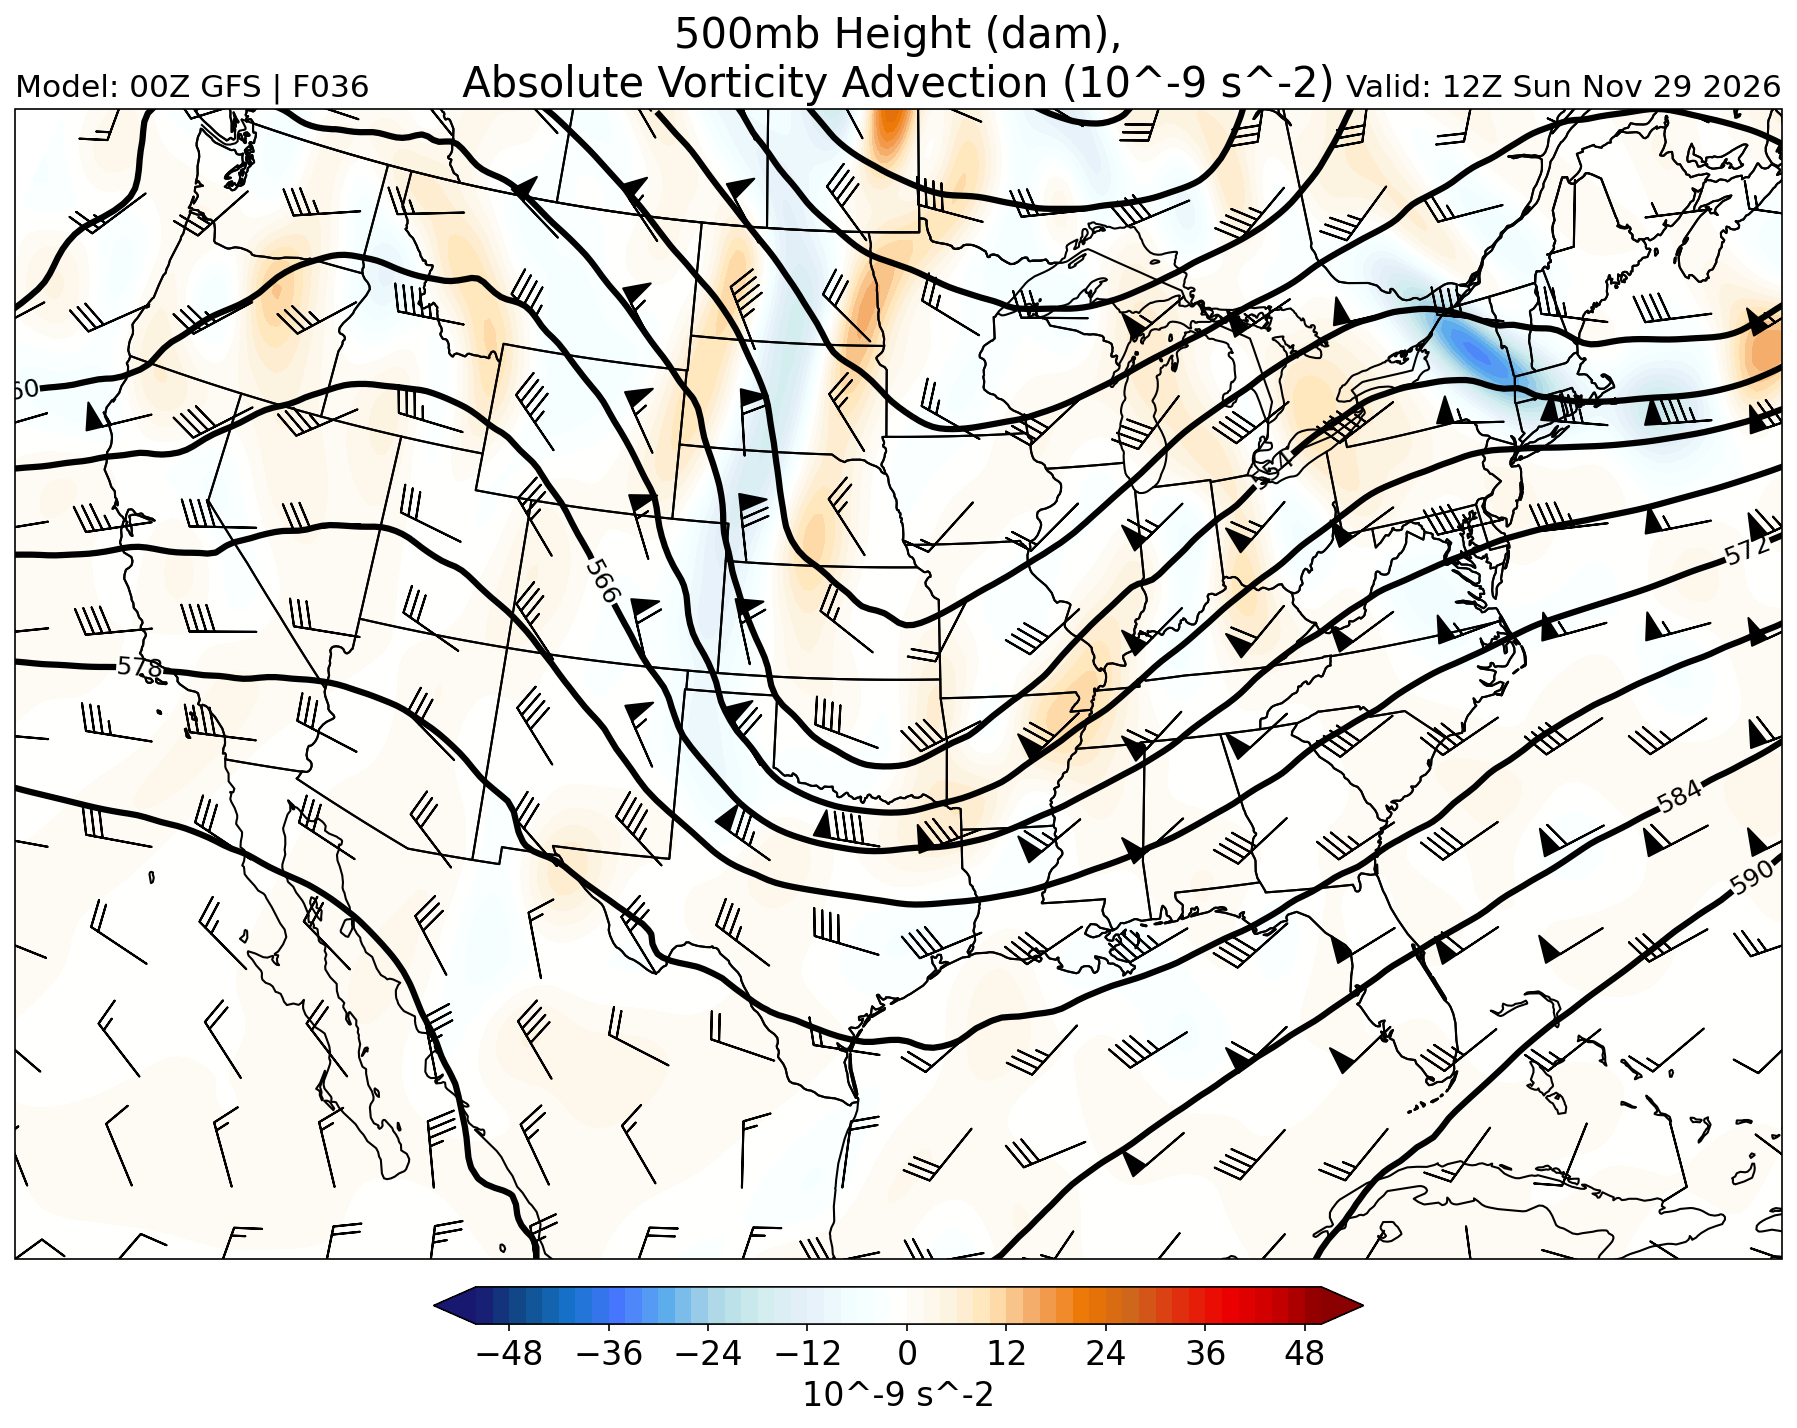 500mb Height (dam),
Absolute Vorticity Advection (10^-9 s^-2)
Model: 00Z GFS | F036
Valid: 12Z Sun Nov 29 2026
566
578
572
584
590
−48 −36 −24 −12 0 12 24 36 48
10^-9 s^-2